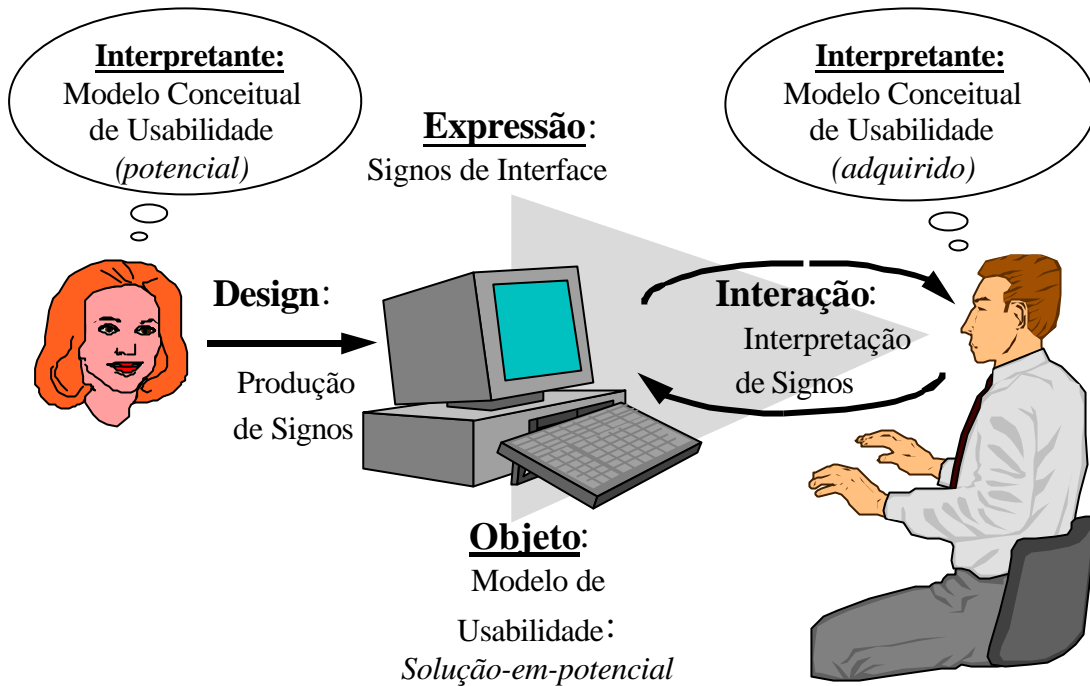 Interpretante:
Modelo Conceitual
de Usabilidade
(potencial)
Expressão:
Signos de Interface
Interpretante:
Modelo Conceitual
de Usabilidade
(adquirido)
Design:
Produção
de Signos
Interação:
Interpretação
de Signos
Objeto:
Modelo de
Usabilidade:
Solução-em-potencial